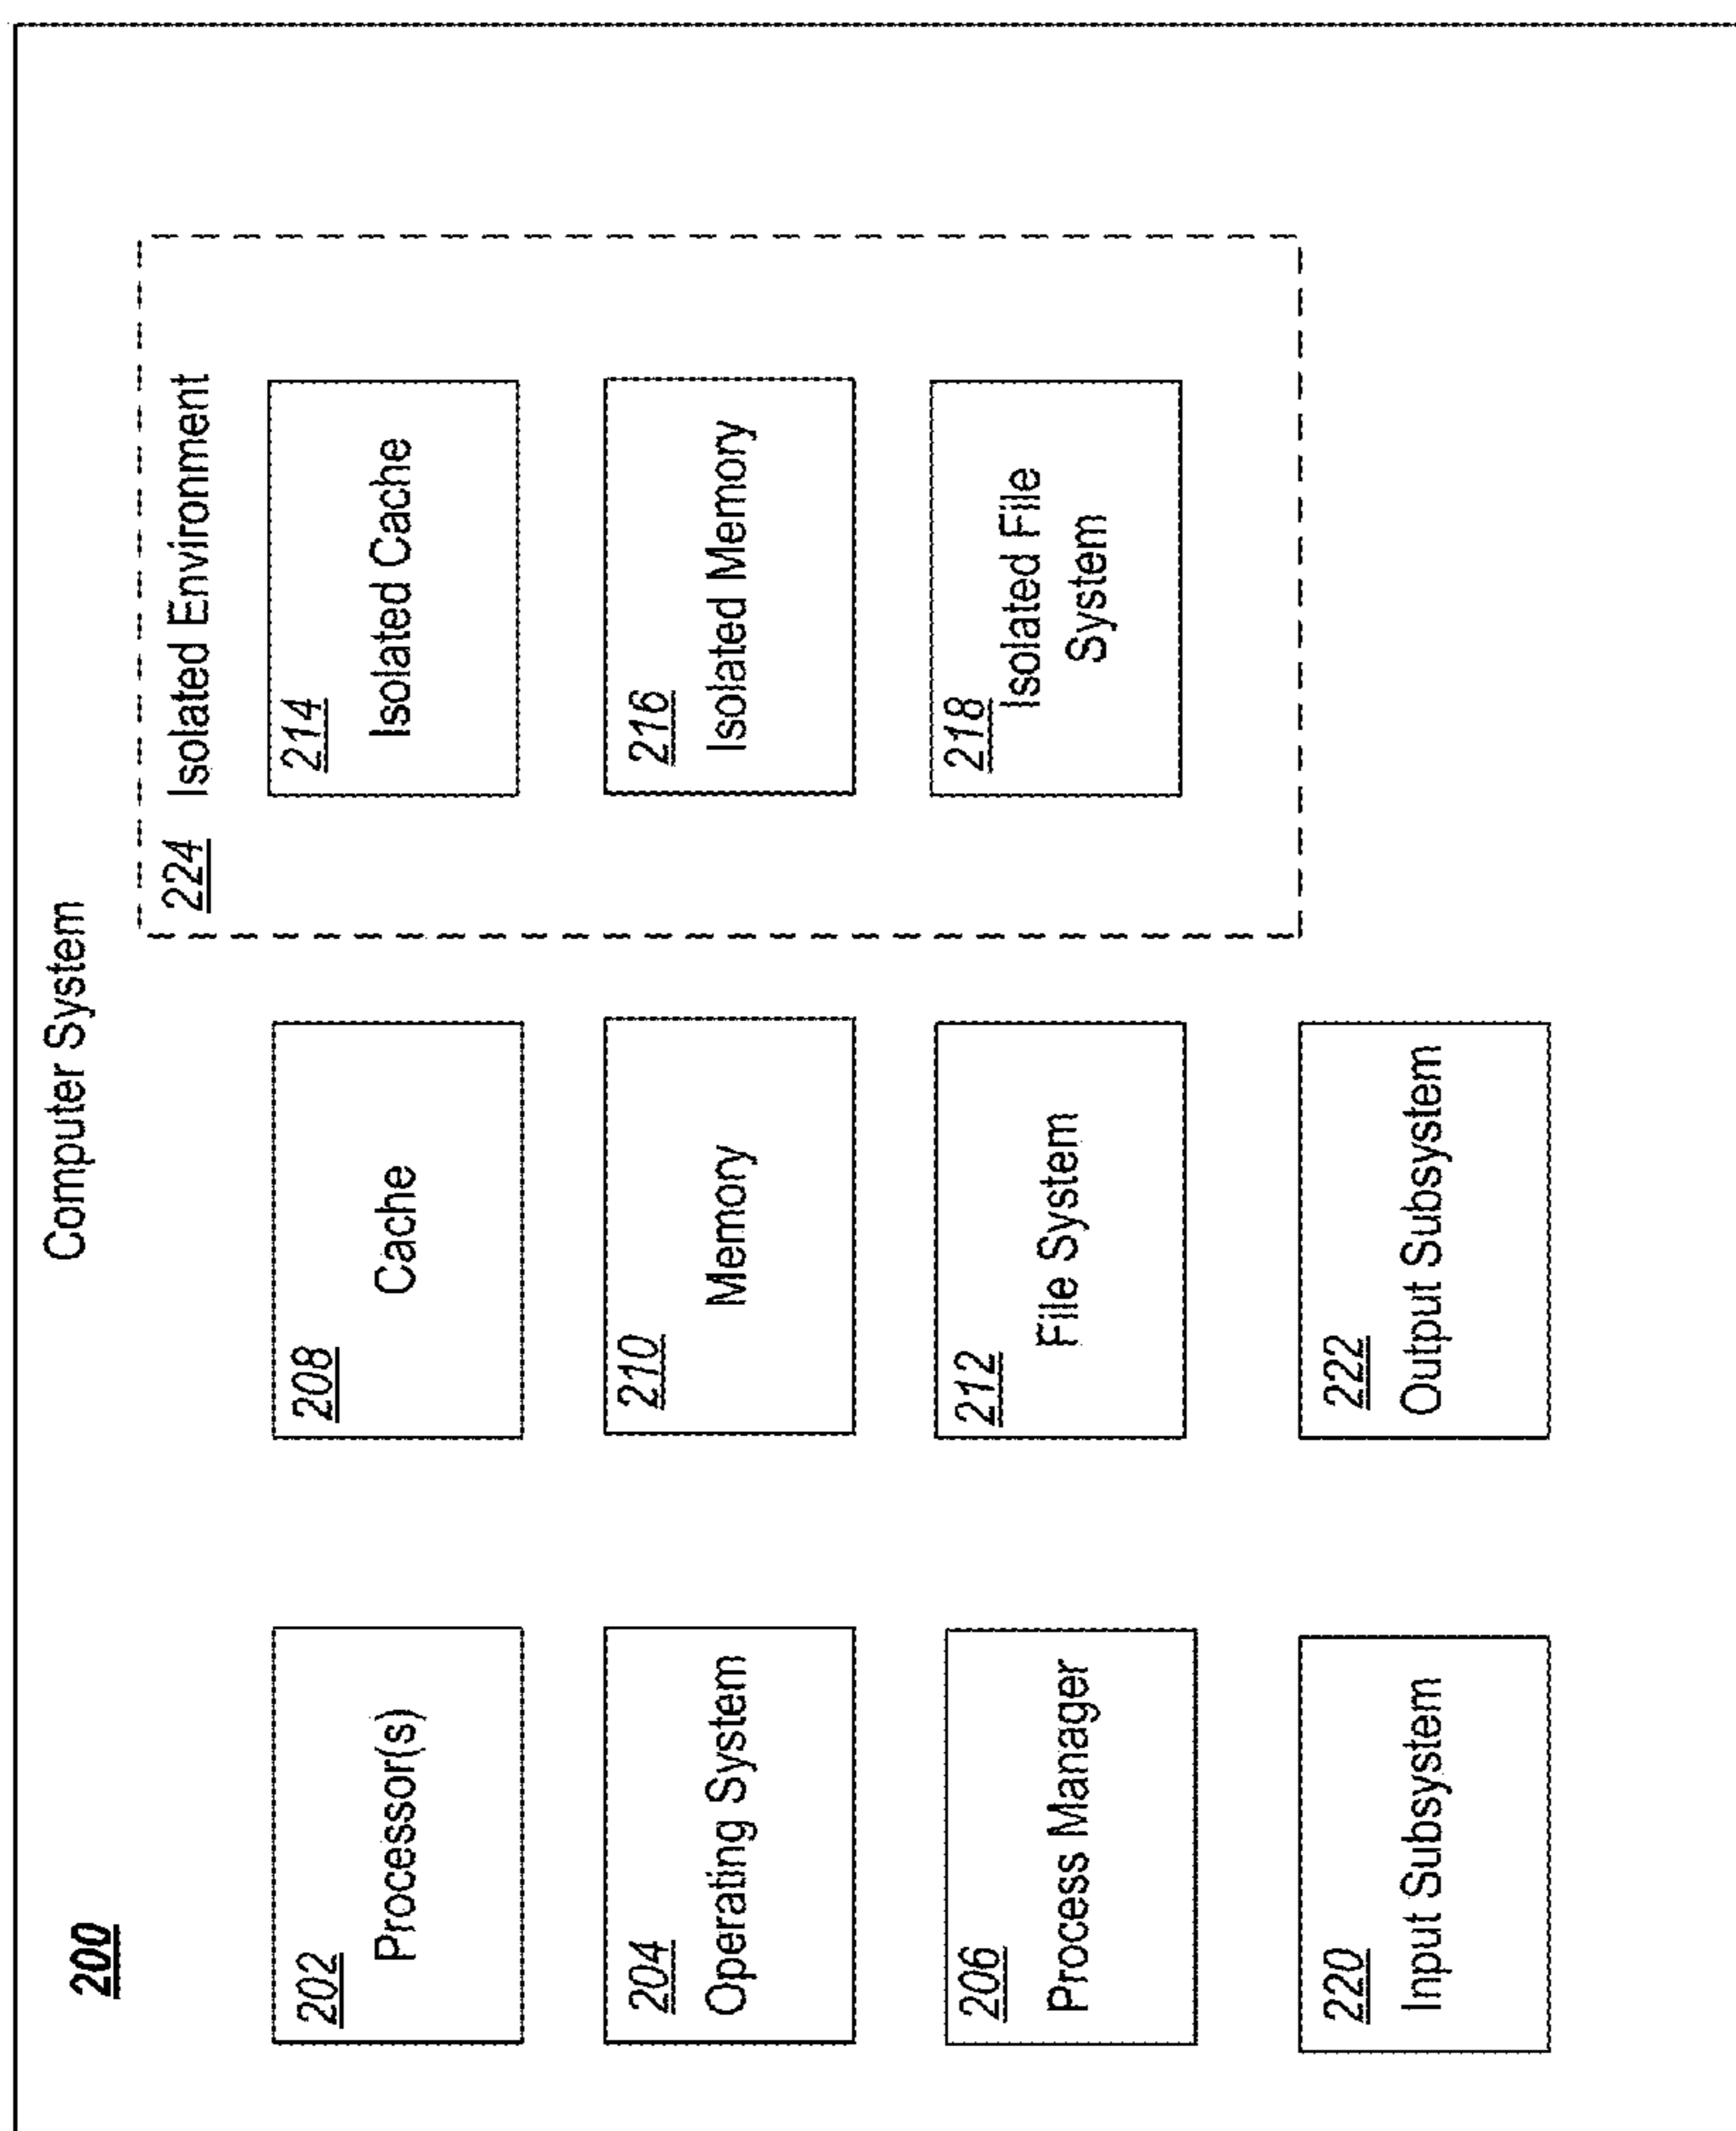 200
Computer System
202
Processor(s)
208
Cache
224 Isolated Environment
214
Isolated Cache
204
Operating System
210
Memory
216
Isolated Memory
206
Process Manager
212
File System
218
Isolated File
System
220
Input Subsystem
222
Output Subsystem